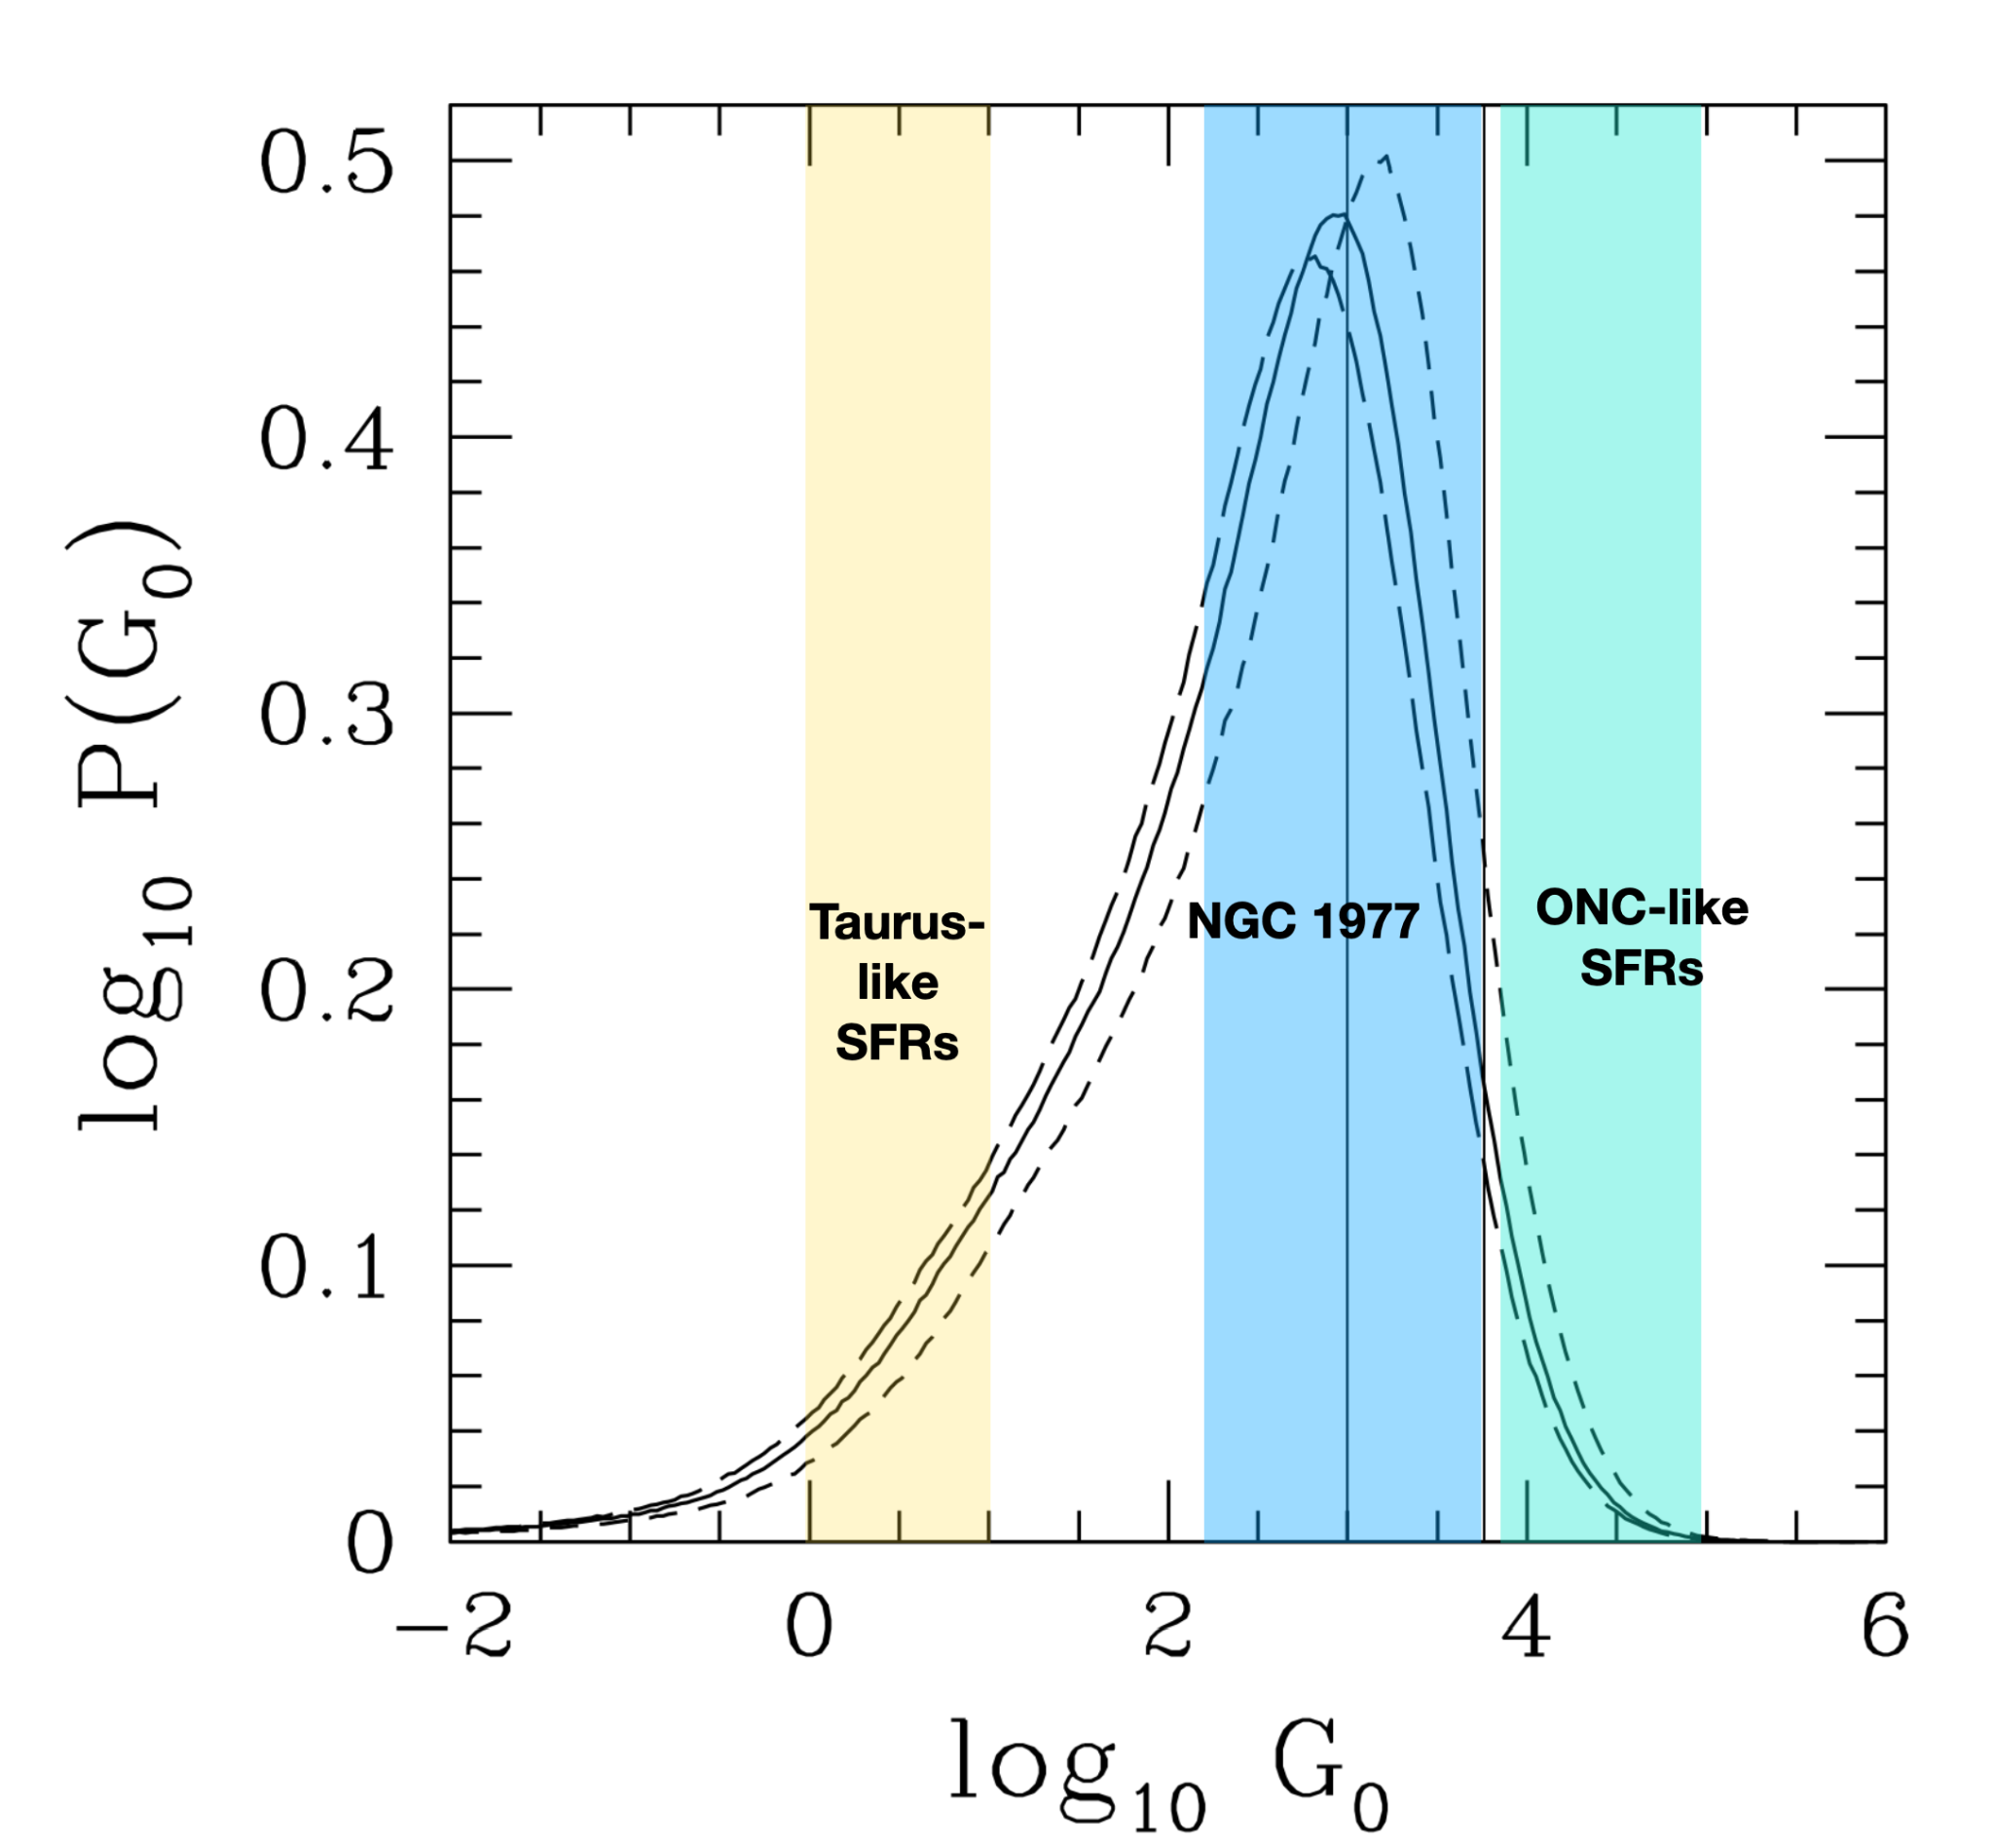 0.5
0.4
0.3
0.2
0.1
0
log10 P(G0)
Taurus-
like
SFRs
NGC 1977
ONC-like
SFRs
−2
0
2
4
6
log10 G0